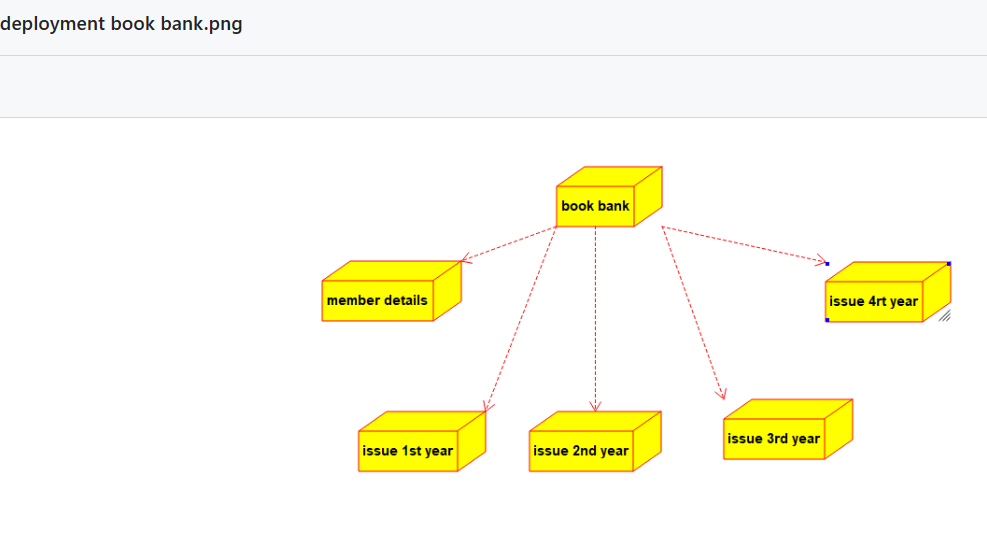 deployment book bank.png
book bank
member details
issue 4rt year
issue 1st year
issue 2nd year
issue 3rd year